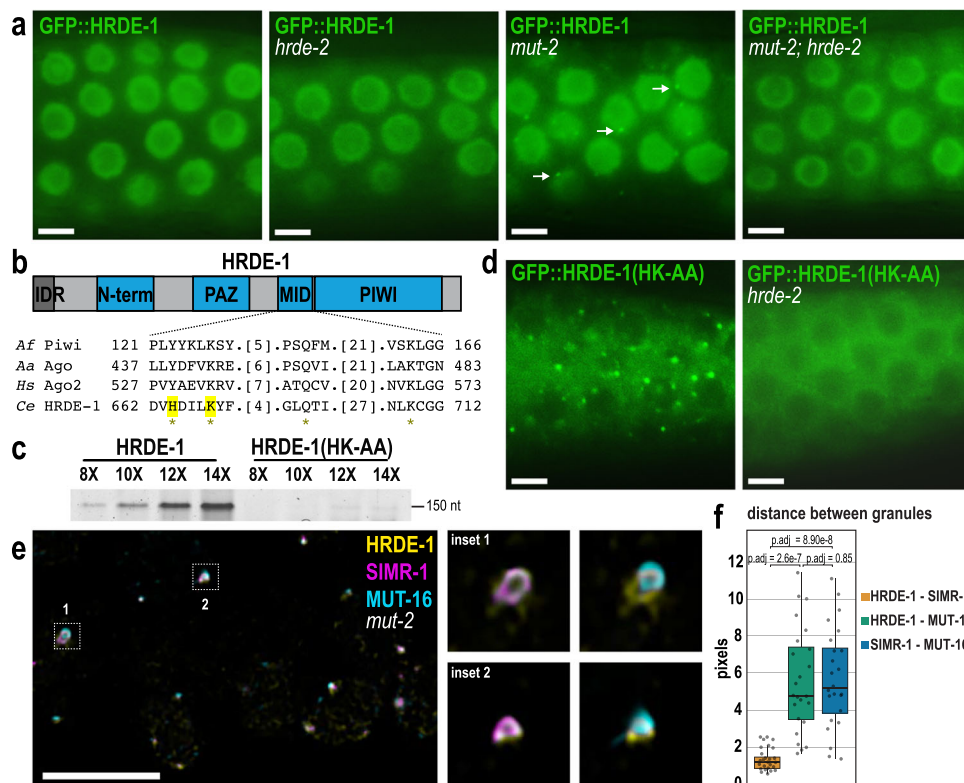 a
GFP::HRDE-1
GFP::HRDE-1
hrde-2
GFP::HRDE-1
mut-2
GFP::HRDE-1
mut-2; hrde-2
b
HRDE-1
IDR N-term PAZ MID PIWI
Af Piwi 121 PLYYKLKSY.[5].PSQFM.[21].VSKLGG 166
Aa Ago 437 LLYDFVKRE.[6].YSQVI.[21].LAKTGN 483
Hs Ago2 527 PVYAEVKRV.[7].ATQCV.[20].NVKLGG 573
Ce HRDE-1 662 DVHDILKYF.[4].GLQTI.[27].NLKCGG 712
* * * *
c
HRDE-1 HRDE-1(HK-AA)
8X 10X 12X 14X 8X 10X 12X 14X
150 nt
d
GFP::HRDE-1(HK-AA)
GFP::HRDE-1(HK-AA)
hrde-2
e
HRDE-1
SIMR-1
MUT-16
mut-2
1
2
inset 1
inset 2
f
distance between granules
p.adj = 8.90e-8
p.adj = 2.6e-7 p.adj = 0.85
pixels
12
10
8
6
4
2
0
HRDE-1 - SIMR-
HRDE-1 - MUT-1
SIMR-1 - MUT-16